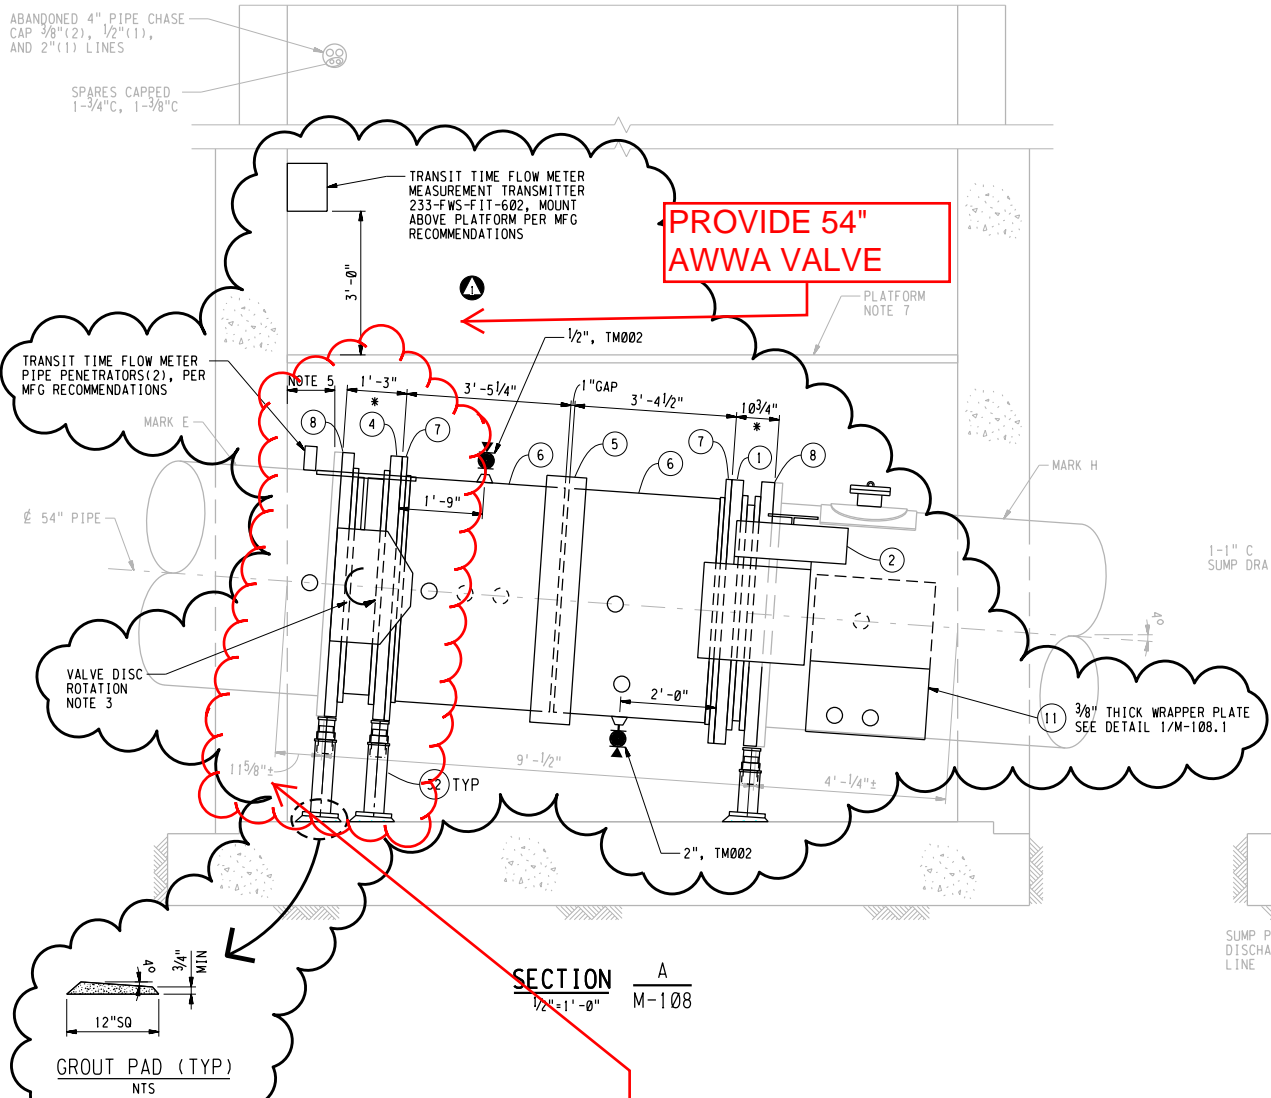 ABANDONED 4" PIPE CHASE
CAP 3/8"(2), 1/2"(1),
AND 2"(1) LINES
SPARES CAPPED
1-3/4"C, 1-3/8"C
TRANSIT TIME FLOW METER
MEASUREMENT TRANSMITTER
233-FWS-FIT-602, MOUNT
ABOVE PLATFORM PER MFG
RECOMMENDATIONS
PROVIDE 54"
AWWA VALVE
3'-0"
1
PLATFORM
NOTE 7
1/2", TM002
TRANSIT TIME FLOW METER
PIPE PENETRATORS(2), PER
MFG RECOMMENDATIONS
NOTE 5
1'-3"
*
3'-5 1/4"
1"GAP
3'-4 1/2"
10 3/4"
*
MARK E
8
4
7
6
5
6
7
1
8
MARK H
1'-9"
℄ 54" PIPE
2
1-1" C
SUMP DRA
4°
VALVE DISC
ROTATION
NOTE 3
2'-0"
11
3/8" THICK WRAPPER PLATE
SEE DETAIL 1/M-108.1
11 5/8"±
9'-1/2"
4'-1/4"±
32 TYP
2", TM002
SUMP P
DISCHA
LINE
4°
3/4"
MIN
12"SQ
GROUT PAD (TYP)
NTS
SECTION
1/2"=1'-0"
A
M-108